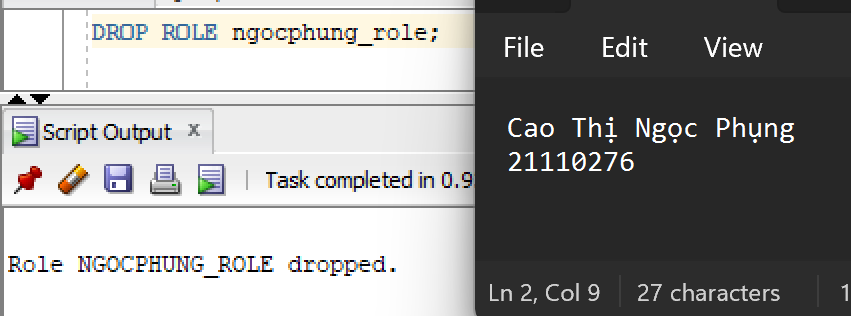 DROP ROLE ngocphung_role;
Script Output x
Task completed in 0.9
Role NGOCPHUNG_ROLE dropped.
File Edit View
Cao Thị Ngọc Phụng
21110276
Ln 2, Col 9 27 characters 1